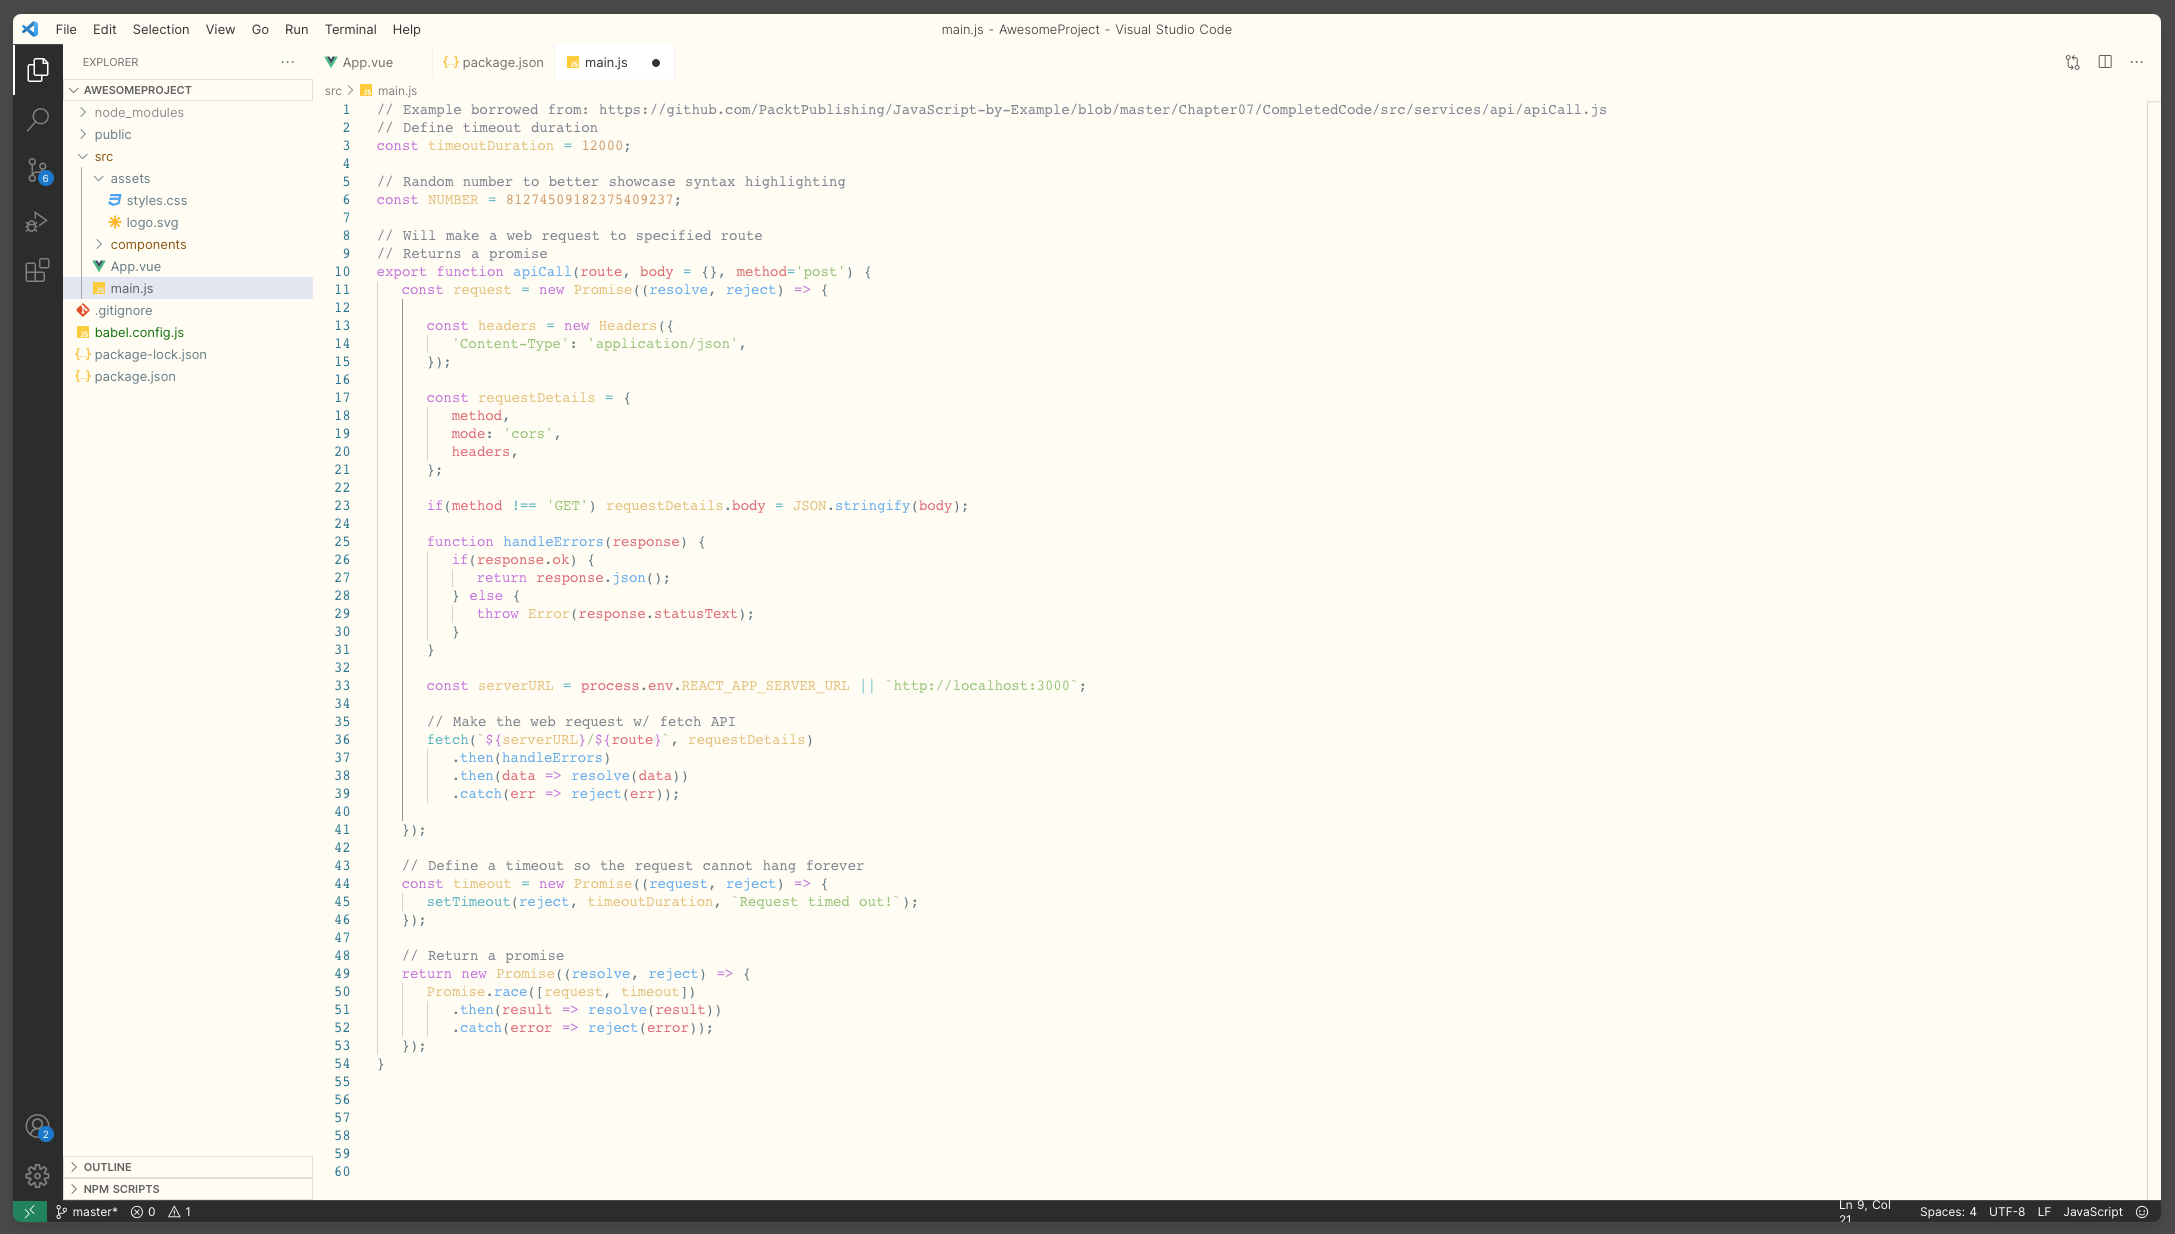 File Edit Selection View Go Run Terminal Help
main.js - AwesomeProject - Visual Studio Code
EXPLORER ···
AWESOMEPROJECT
node_modules
public
src
assets
styles.css
logo.svg
components
App.vue
main.js
.gitignore
babel.config.js
package-lock.json
package.json
OUTLINE
NPM SCRIPTS
6
2
App.vue {..} package.json JS main.js
src > JS main.js
1 // Example borrowed from: https://github.com/PacktPublishing/JavaScript-by-Example/blob/master/Chapter07/CompletedCode/src/services/api/apiCall.js
2 // Define timeout duration
3 const timeoutDuration = 12000;
4
5 // Random number to better showcase syntax highlighting
6 const NUMBER = 81274509182375409237;
7
8 // Will make a web request to specified route
9 // Returns a promise
10 export function apiCall(route, body = {}, method='post') {
11 const request = new Promise((resolve, reject) => {
12
13 const headers = new Headers({
14 'Content-Type': 'application/json',
15 });
16
17 const requestDetails = {
18 method,
19 mode: 'cors',
20 headers,
21 };
22
23 if(method !== 'GET') requestDetails.body = JSON.stringify(body);
24
25 function handleErrors(response) {
26 if(response.ok) {
27 return response.json();
28 } else {
29 throw Error(response.statusText);
30 }
31 }
32
33 const serverURL = process.env.REACT_APP_SERVER_URL || `http://localhost:3000`;
34
35 // Make the web request w/ fetch API
36 fetch(`${serverURL}/${route}`, requestDetails)
37 .then(handleErrors)
38 .then(data => resolve(data))
39 .catch(err => reject(err));
40
41 });
42
43 // Define a timeout so the request cannot hang forever
44 const timeout = new Promise((request, reject) => {
45 setTimeout(reject, timeoutDuration, `Request timed out!`);
46 });
47
48 // Return a promise
49 return new Promise((resolve, reject) => {
50 Promise.race([request, timeout])
51 .then(result => resolve(result))
52 .catch(error => reject(error));
53 });
54 }
55
56
57
58
59
60
master* 0 1
Ln 9, Col
21
Spaces: 4 UTF-8 LF JavaScript